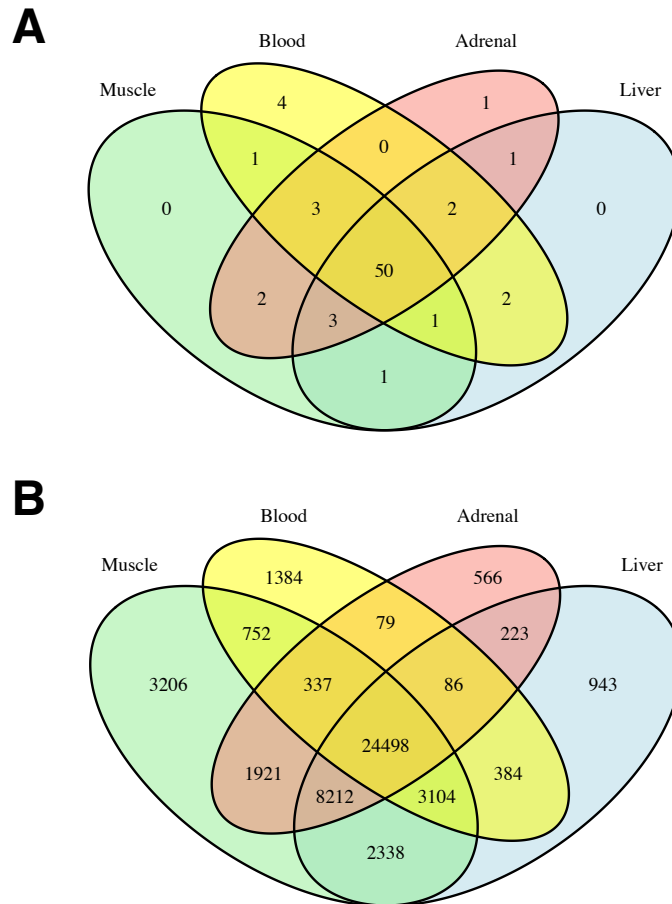 A
Blood Adrenal
Muscle Liver
4 1
0
1 1
0 3 2 0
50
2 2
3 1
1
B
Blood Adrenal
Muscle Liver
1384 566
79
752 223
3206 337 86 943
24498
1921 384
8212 3104
2338